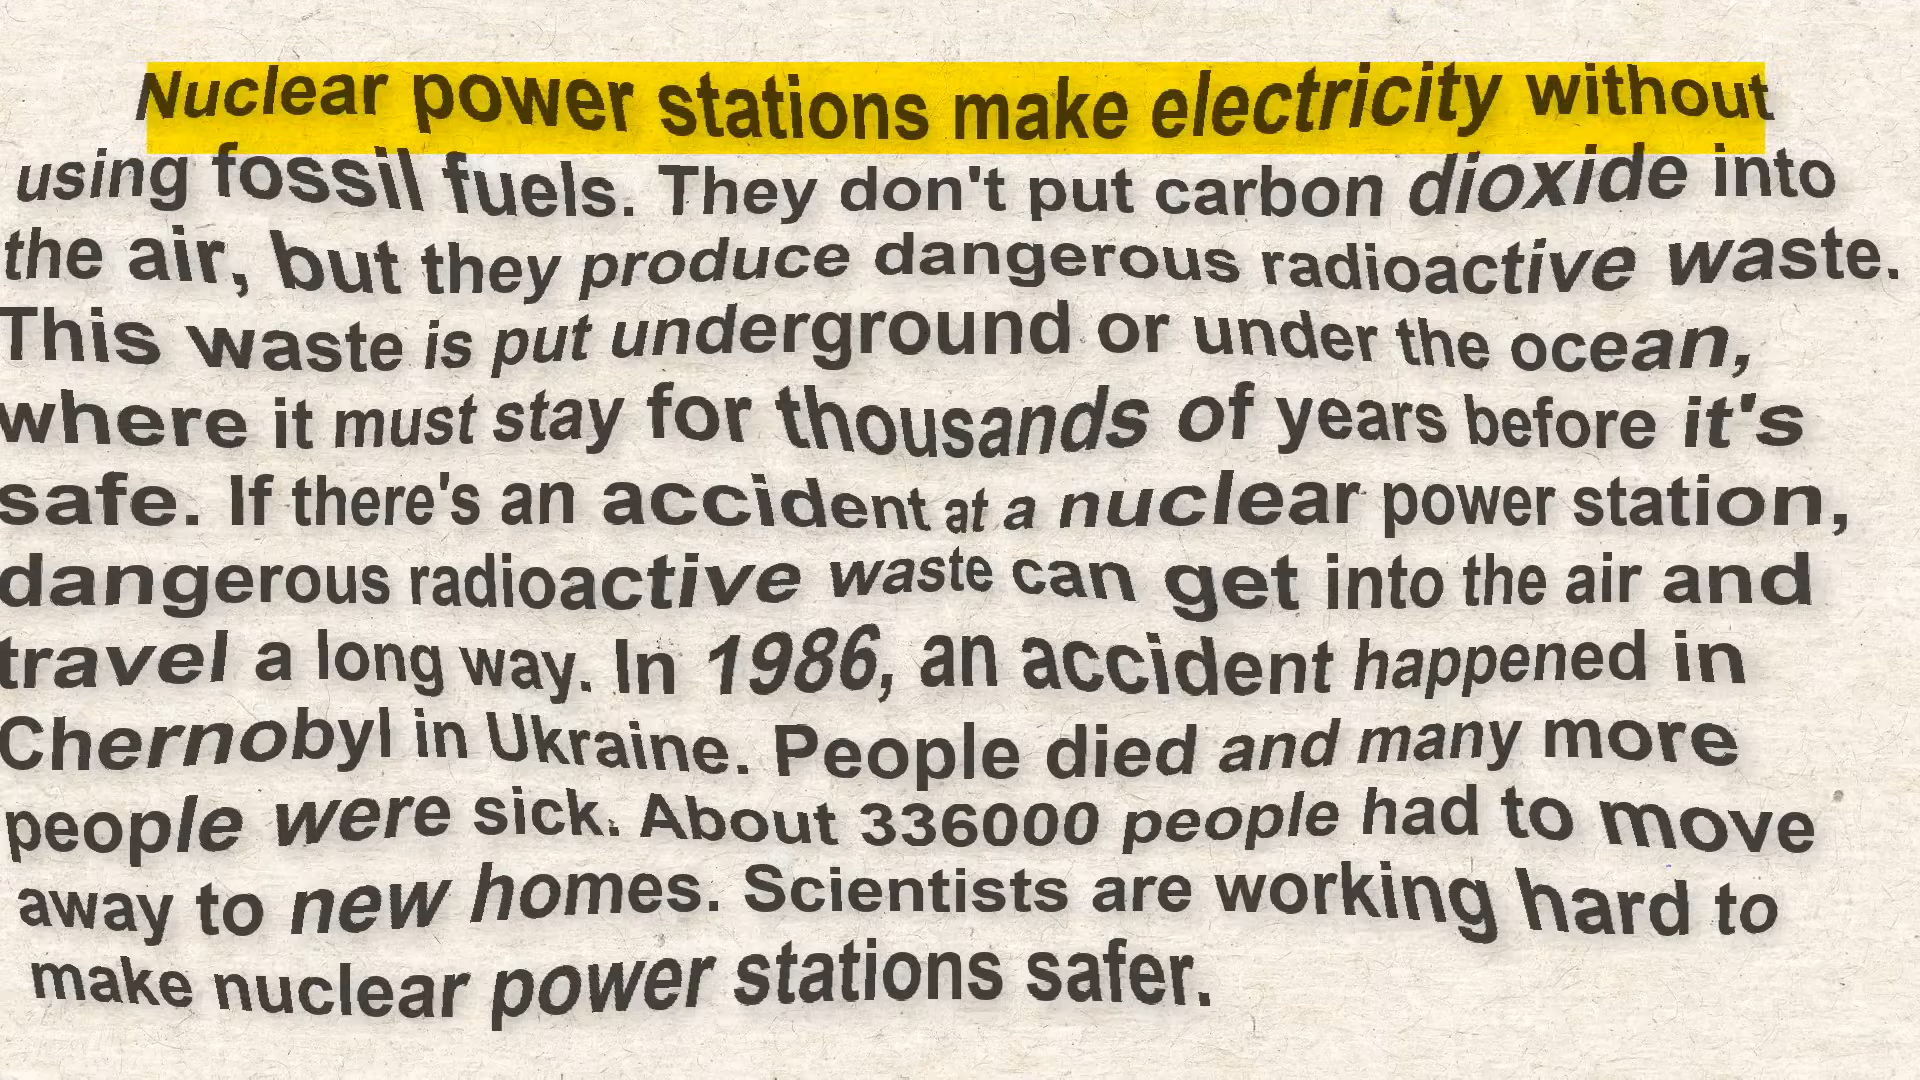 Nuclear power stations make electricity without
using fossil fuels. They don't put carbon dioxide into
the air, but they produce dangerous radioactive waste.
This waste is put underground or under the ocean,
where it must stay for thousands of years before it's
safe. If there's an accident at a nuclear power station,
dangerous radioactive waste can get into the air and
travel a long way. In 1986, an accident happened in
Chernobyl in Ukraine. People died and many more
people were sick. About 336000 people had to move
away to new homes. Scientists are working hard to
make nuclear power stations safer.